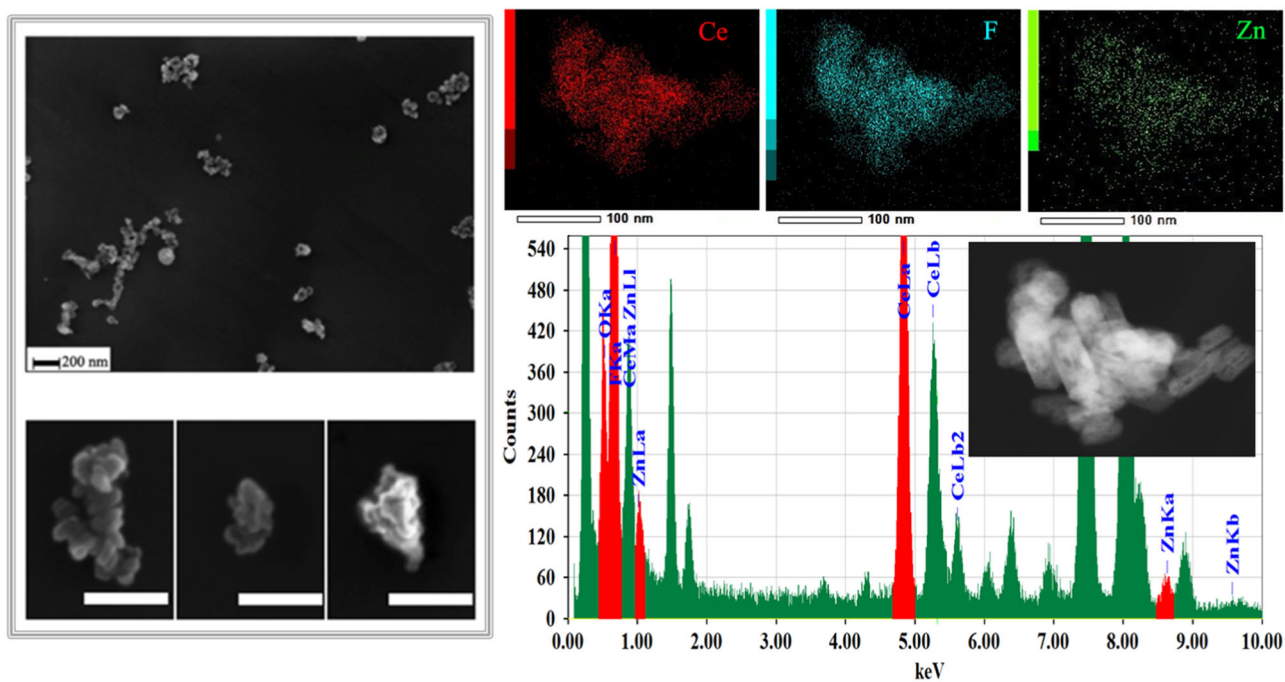 200 nm
Ce
F
Zn
100 nm
100 nm
100 nm
Counts
540
480
420
360
300
240
180
120
60
0
OKa
FKa
CeMa ZnLl
ZnLa
CeLa
CeLb
CeLb2
ZnKa
ZnKb
0.00 1.00 2.00 3.00 4.00 5.00 6.00 7.00 8.00 9.00 10.00
keV